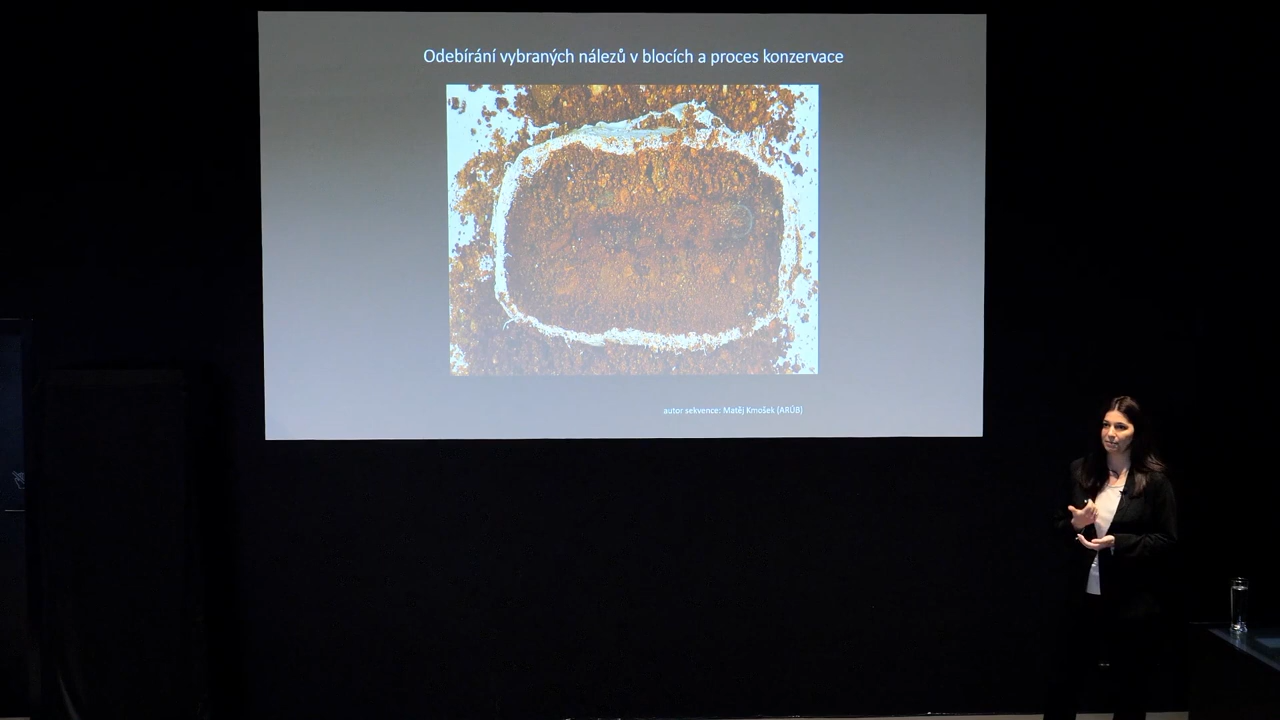 Odebírání vybraných nálezů v blocích a proces konzervace
autor sekvence: Matěj Kmošek (ARÚB)